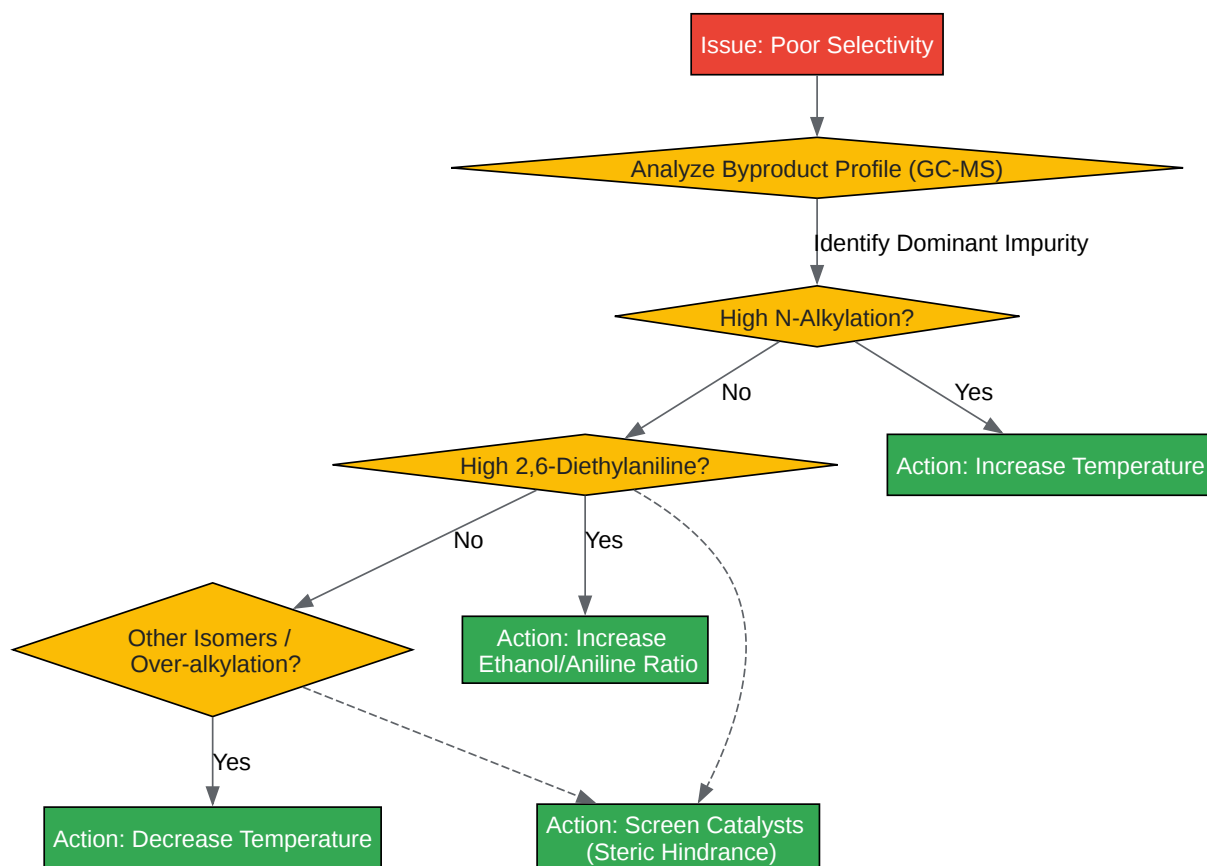 Issue: Poor Selectivity
Analyze Byproduct Profile (GC-MS)
Identify Dominant Impurity
High N-Alkylation?
No
Yes
High 2,6-Diethylaniline?
Action: Increase Temperature
No
Yes
Other Isomers /
Over-alkylation?
Action: Increase
Ethanol/Aniline Ratio
Yes
Action: Decrease Temperature
Action: Screen Catalysts
(Steric Hindrance)